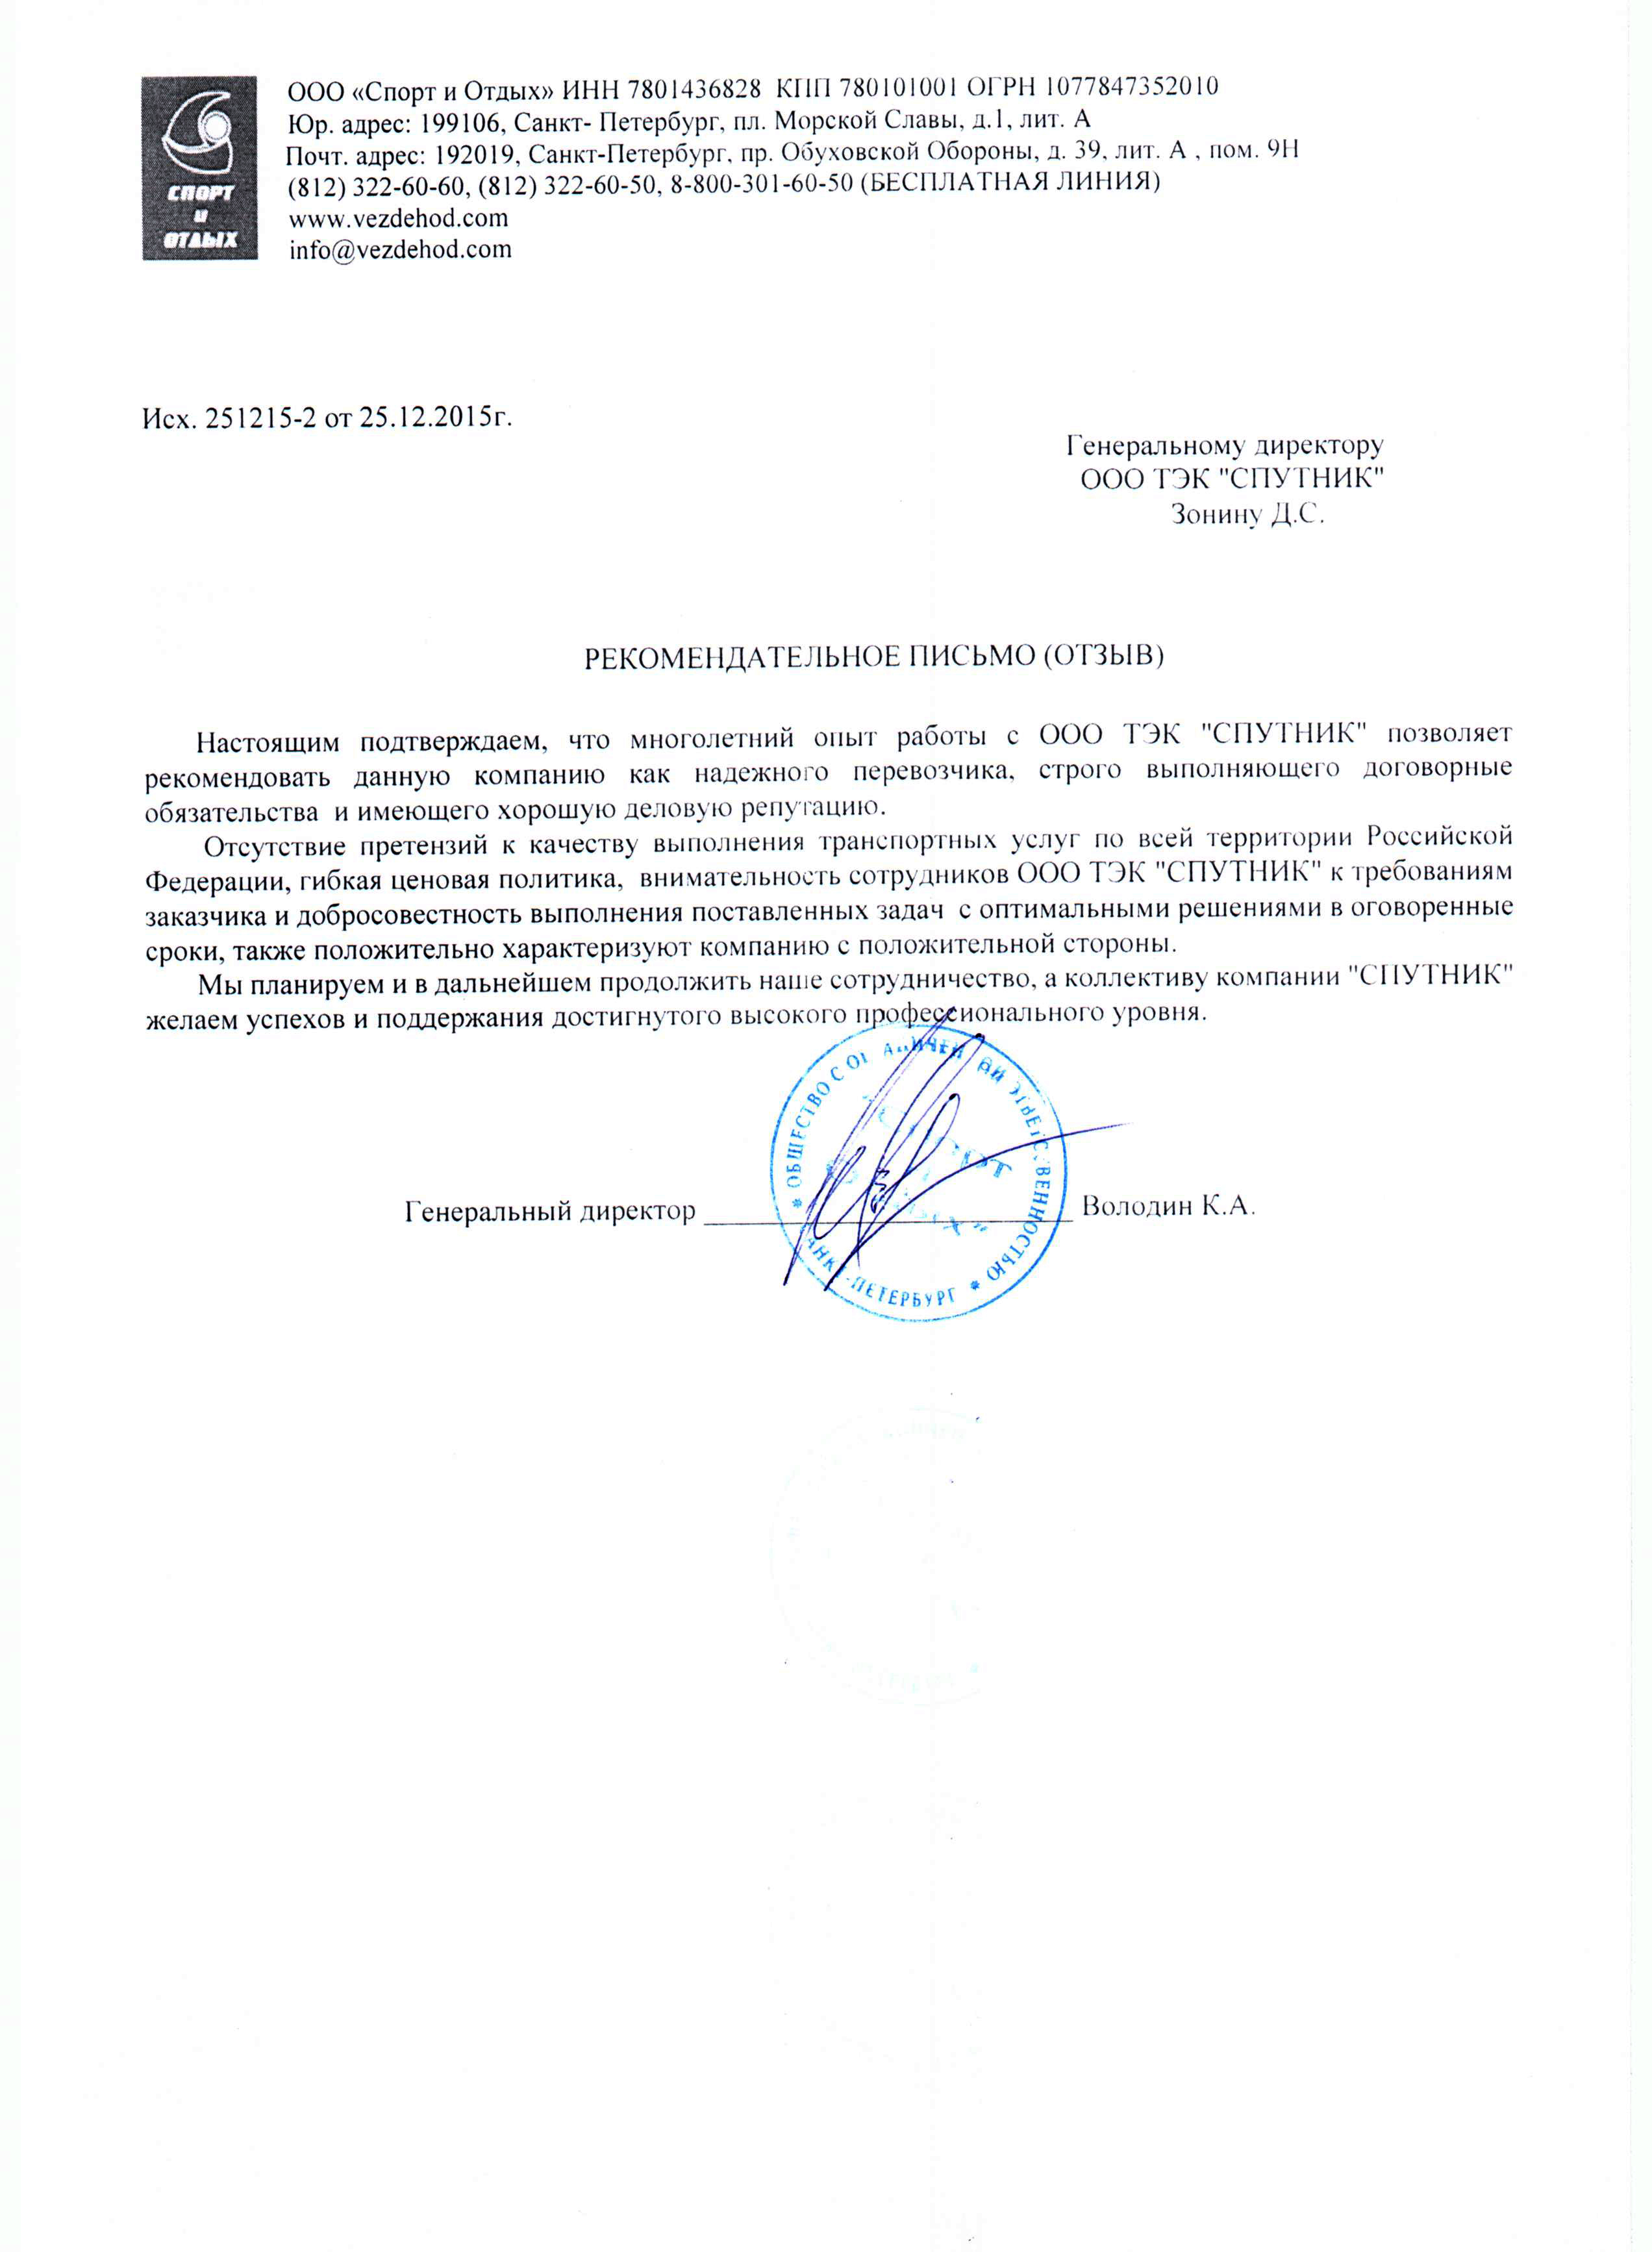 СПОРТ
и
ОТДЫХ
ООО «Спорт и Отдых» ИНН 7801436828 КПП 780101001 ОГРН 1077847352010
Юр. адрес: 199106, Санкт- Петербург, пл. Морской Славы, д.1, лит. А
Почт. адрес: 192019, Санкт-Петербург, пр. Обуховской Обороны, д. 39, лит. А , пом. 9Н
(812) 322-60-60, (812) 322-60-50, 8-800-301-60-50 (БЕСПЛАТНАЯ ЛИНИЯ)
www.vezdehod.com
info@vezdehod.com
Исх. 251215-2 от 25.12.2015г.
Генеральному директору
ООО ТЭК "СПУТНИК"
Зонину Д.С.
РЕКОМЕНДАТЕЛЬНОЕ ПИСЬМО (ОТЗЫВ)
Настоящим подтверждаем, что многолетний опыт работы с ООО ТЭК "СПУТНИК" позволяет
рекомендовать данную компанию как надежного перевозчика, строго выполняющего договорные
обязательства и имеющего хорошую деловую репутацию.
Отсутствие претензий к качеству выполнения транспортных услуг по всей территории Российской
Федерации, гибкая ценовая политика, внимательность сотрудников ООО ТЭК "СПУТНИК" к требованиям
заказчика и добросовестность выполнения поставленных задач с оптимальными решениями в оговоренные
сроки, также положительно характеризуют компанию с положительной стороны.
Мы планируем и в дальнейшем продолжить наше сотрудничество, а коллективу компании "СПУТНИК"
желаем успехов и поддержания достигнутого высокого профессионального уровня.
Генеральный директор ______ Володин К.А.
ОБЩЕСТВО С ОГРАНИЧЕННОЙ ОТВЕТСТВЕННОСТЬЮ
САНКТ-ПЕТЕРБУРГ